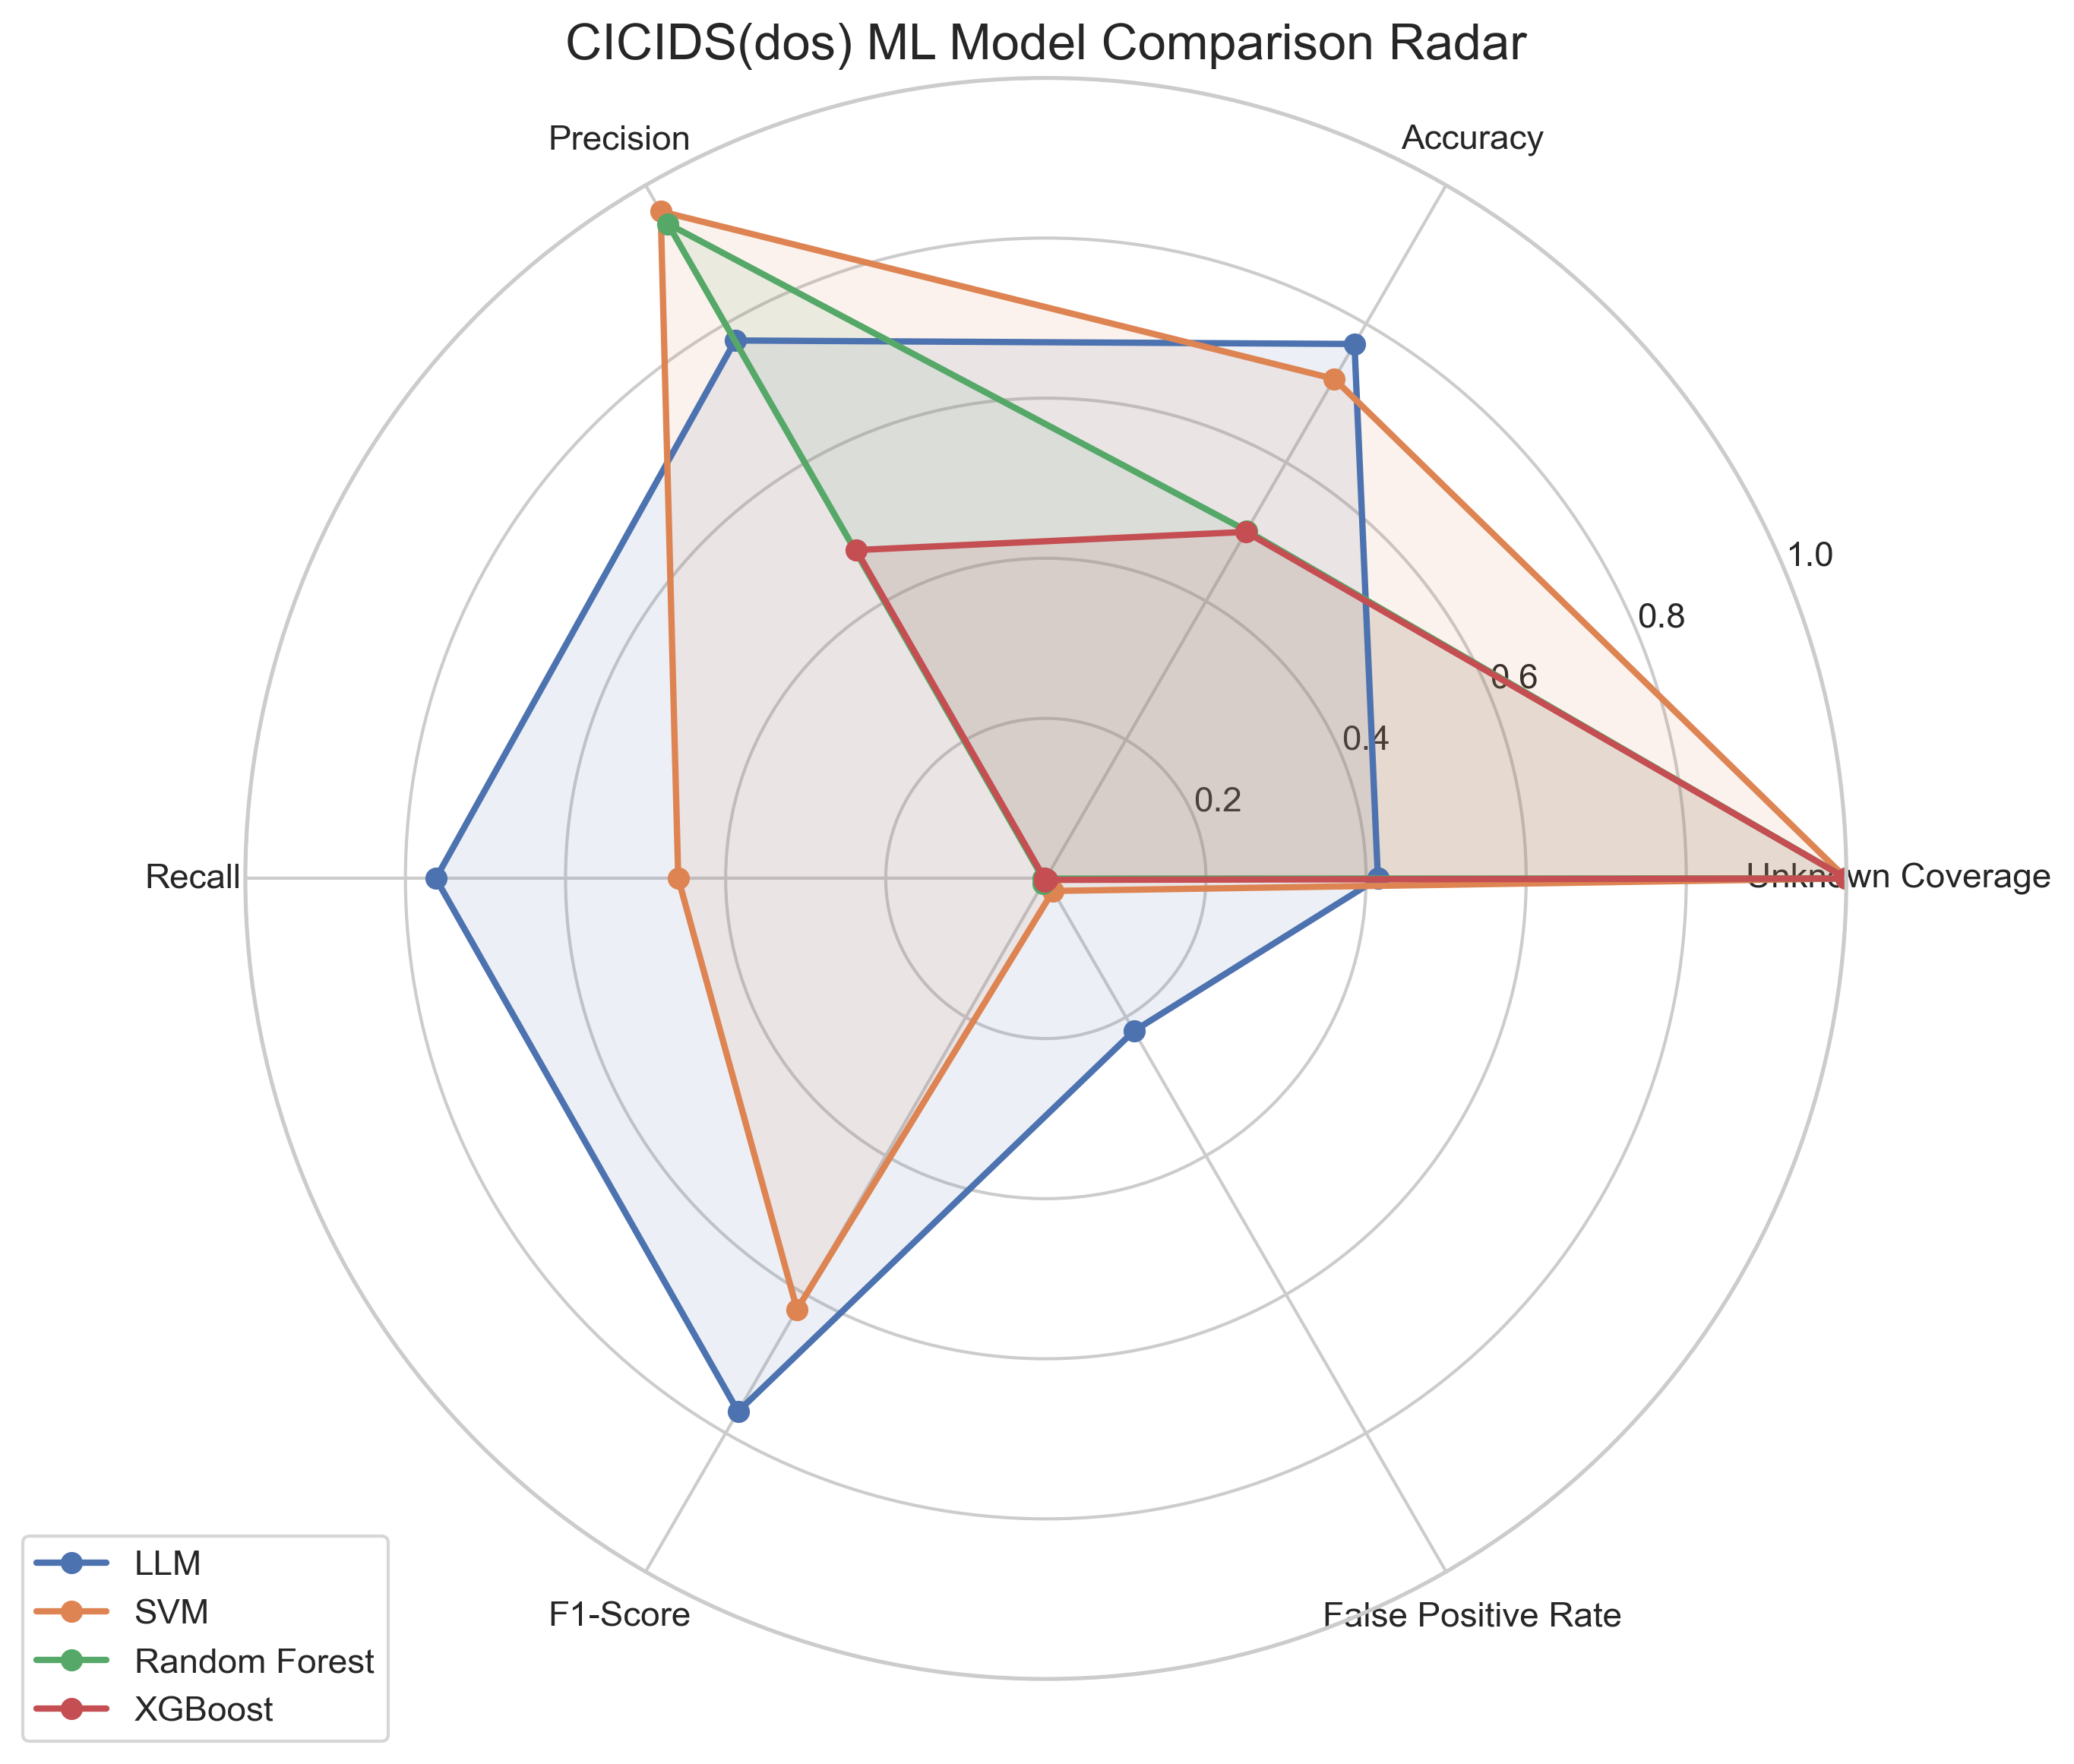 CICIDS(dos) ML Model Comparison Radar
Precision
Accuracy
1.0
0.8
0.6
0.4
0.2
Recall
Unknown Coverage
F1-Score
False Positive Rate
LLM
SVM
Random Forest
XGBoost